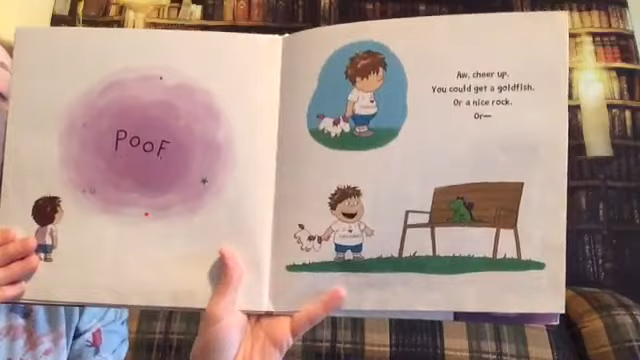 POOF
Aw, cheer up.
You could get a goldfish.
Or a nice rock.
Or—